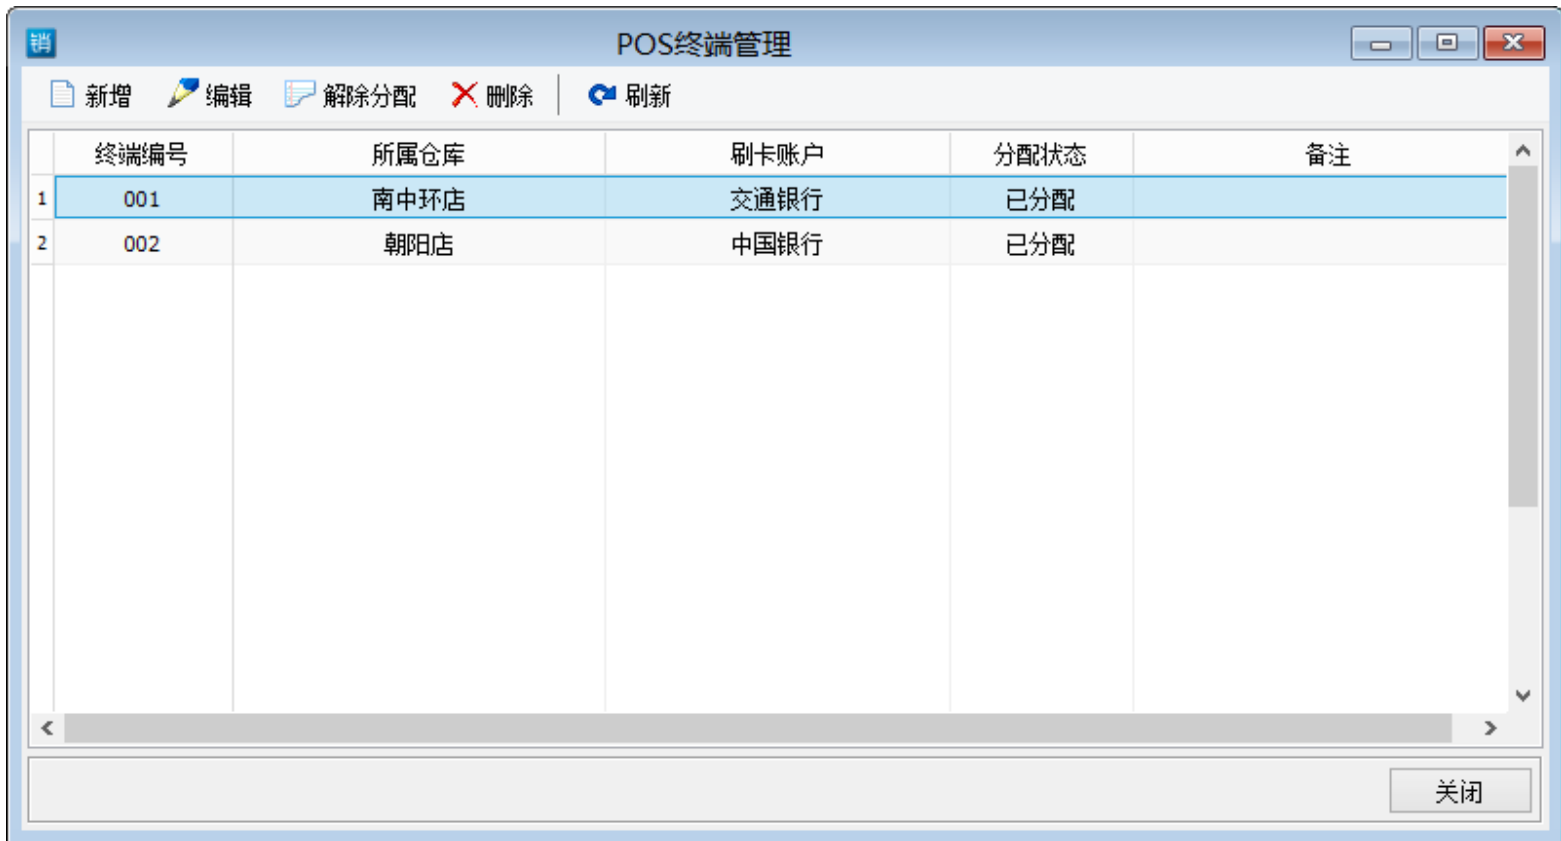 销 POS终端管理
新增 编辑 解除分配 删除 刷新
终端编号 所属仓库 刷卡账户 分配状态 备注
1 001 南中环店 交通银行 已分配
2 002 朝阳店 中国银行 已分配
关闭